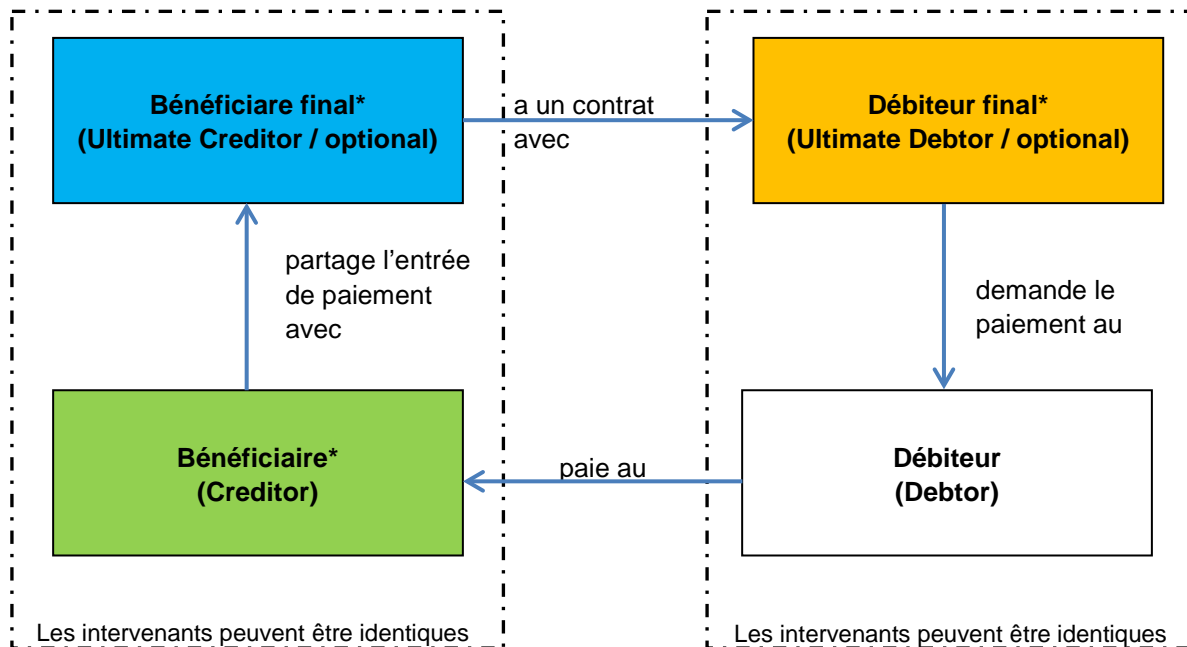 Bénéficiare final*
(Ultimate Creditor / optional)
a un contrat
avec
Débiteur final*
(Ultimate Debtor / optional)
partage l’entrée
de paiement
avec
demande le
paiement au
Bénéficiaire*
(Creditor)
paie au
Débiteur
(Debtor)
Les intervenants peuvent être identiques
Les intervenants peuvent être identiques